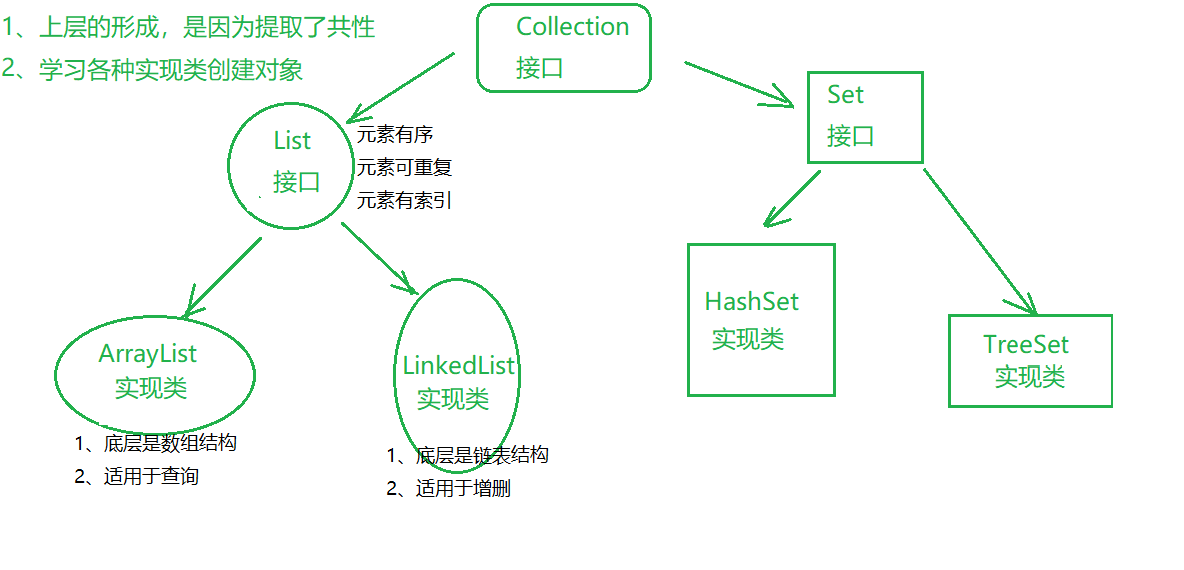 1、上层的形成，是因为提取了共性
2、学习各种实现类创建对象
Collection
接口
List
接口
元素有序
元素可重复
元素有索引
Set
接口
ArrayList
实现类
1、底层是数组结构
2、适用于查询
LinkedList
实现类
1、底层是链表结构
2、适用于增删
HashSet
实现类
TreeSet
实现类